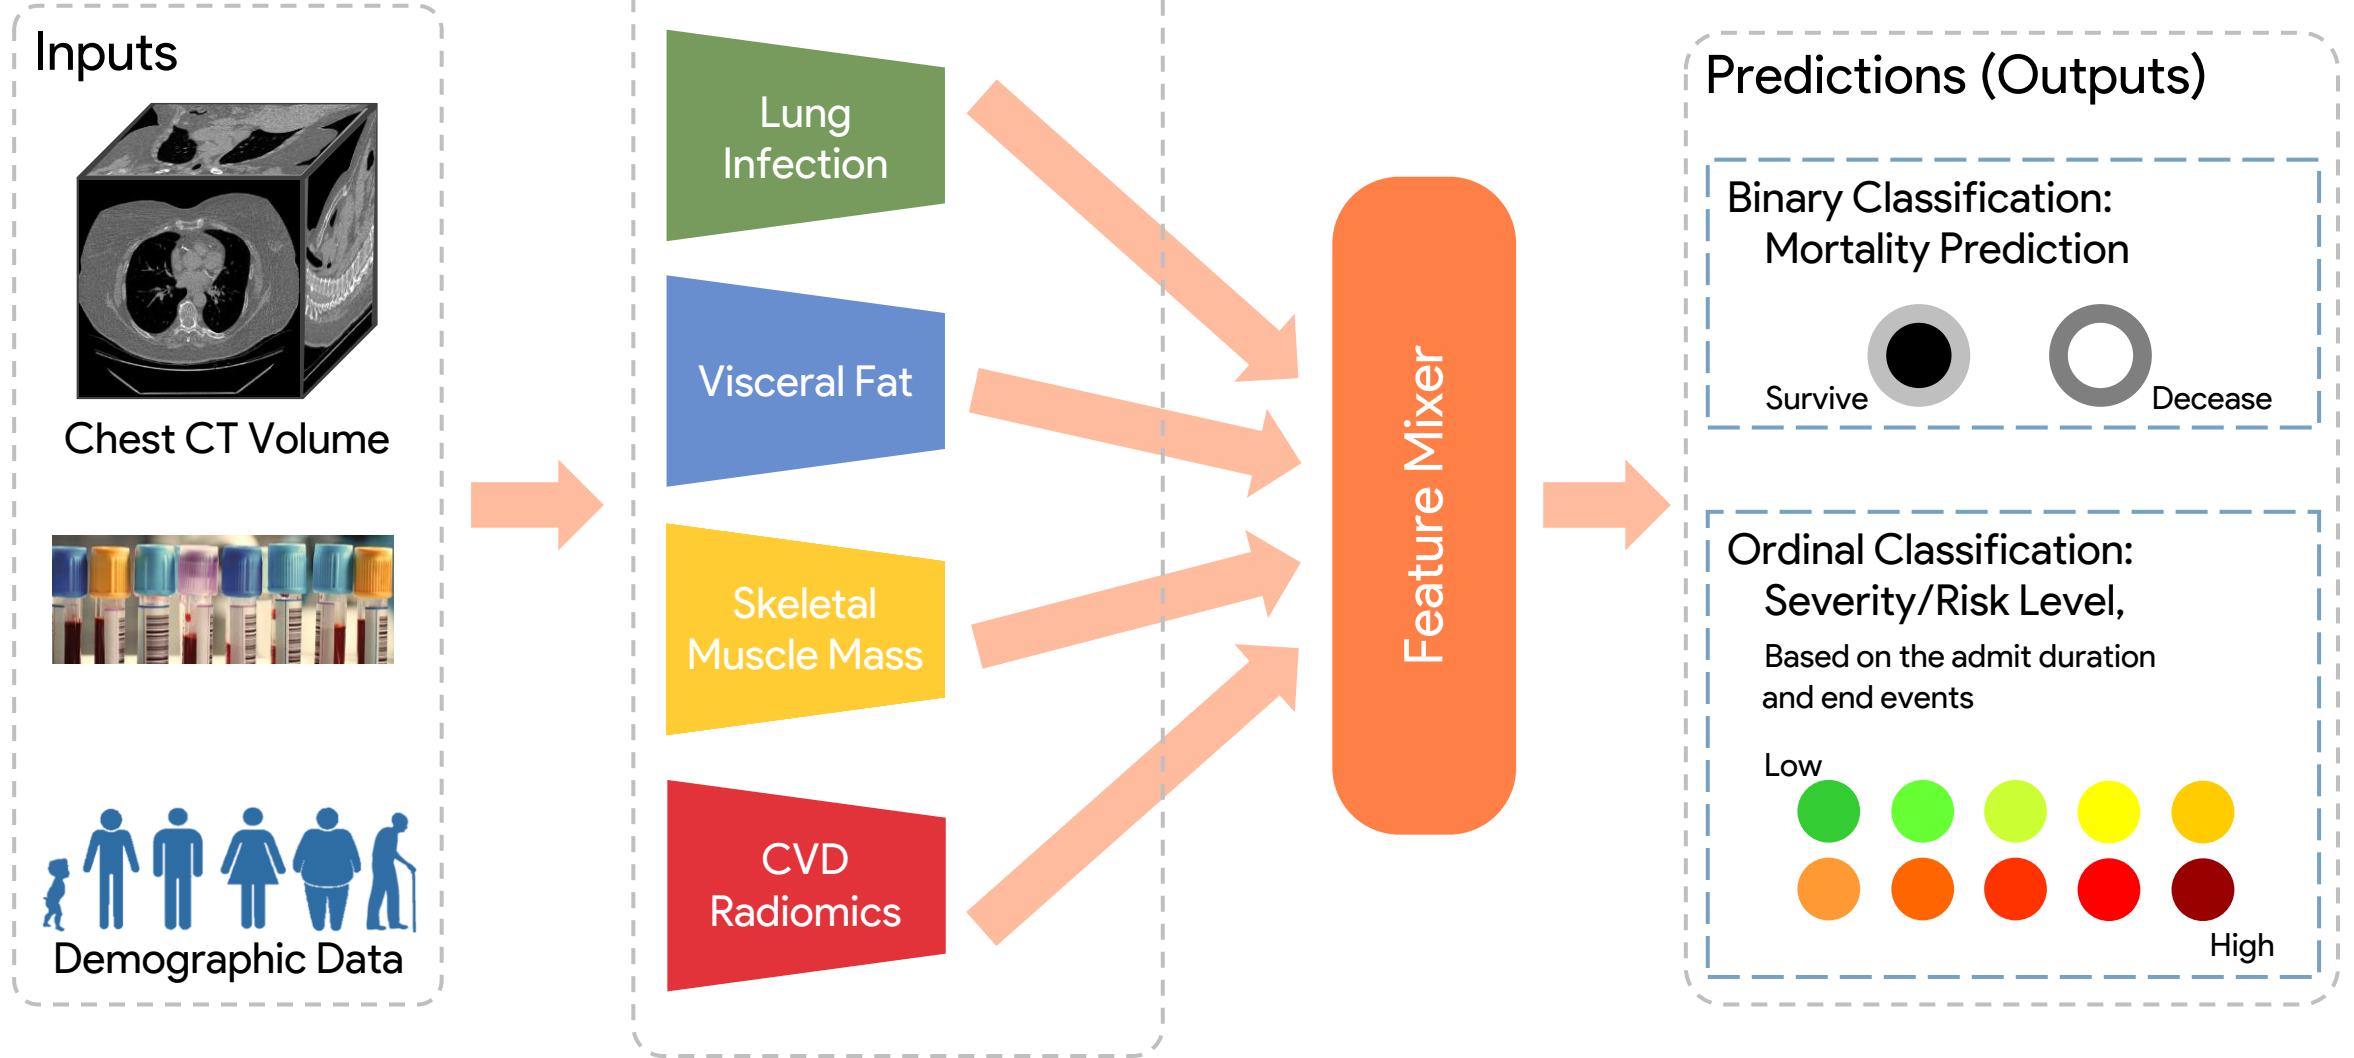 Inputs
Chest CT Volume
Demographic Data
Lung
Infection
Visceral Fat
Skeletal
Muscle Mass
CVD
Radiomics
Feature Mixer
Predictions (Outputs)
Binary Classification:
Mortality Prediction
Survive
Decease
Ordinal Classification:
Severity/Risk Level,
Based on the admit duration
and end events
Low
High